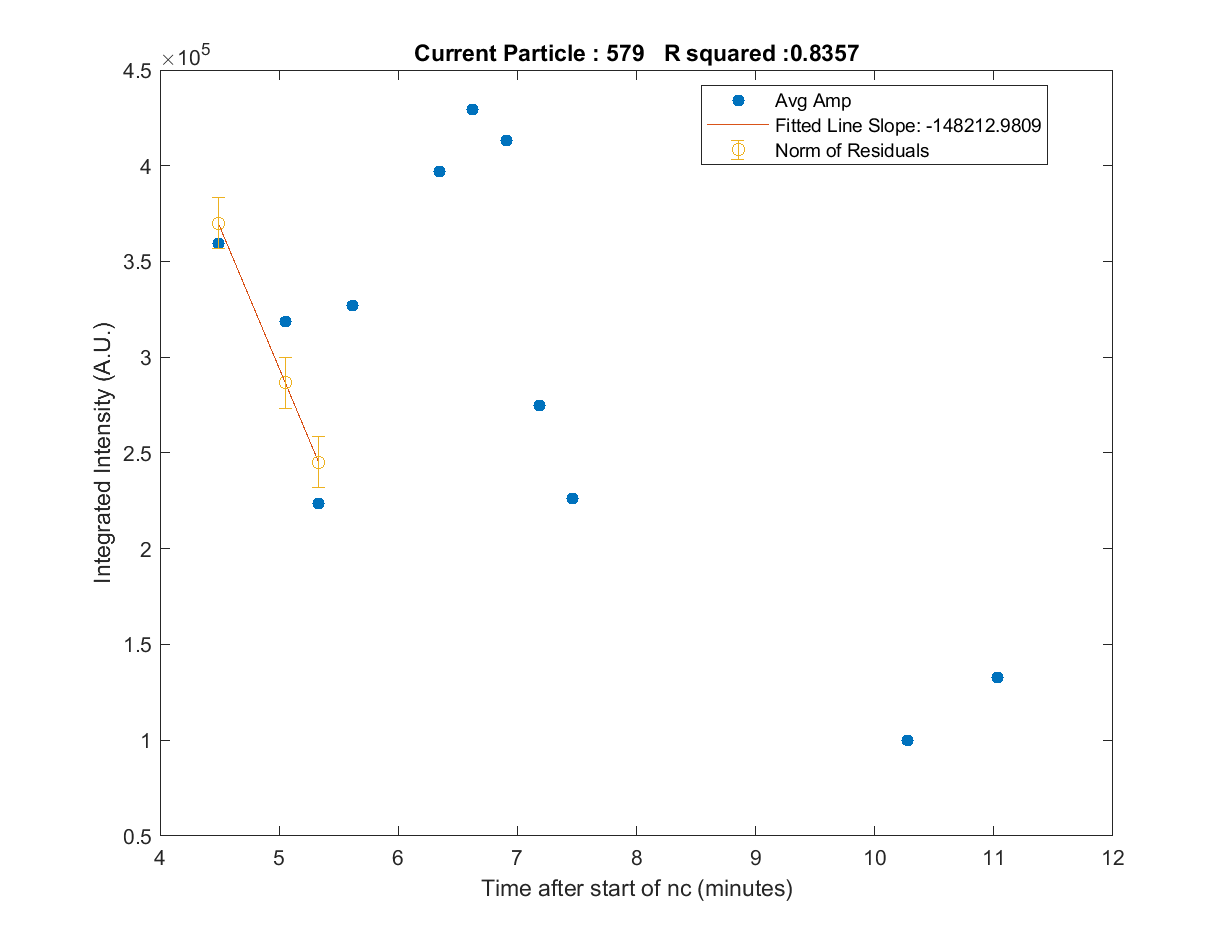 Current Particle : 579 R squared :0.8357
×10^5
4.5
4
3.5
3
2.5
2
1.5
1
0.5
Integrated Intensity (A.U.)
Avg Amp
Fitted Line Slope: -148212.9809
Norm of Residuals
4 5 6 7 8 9 10 11 12
Time after start of nc (minutes)